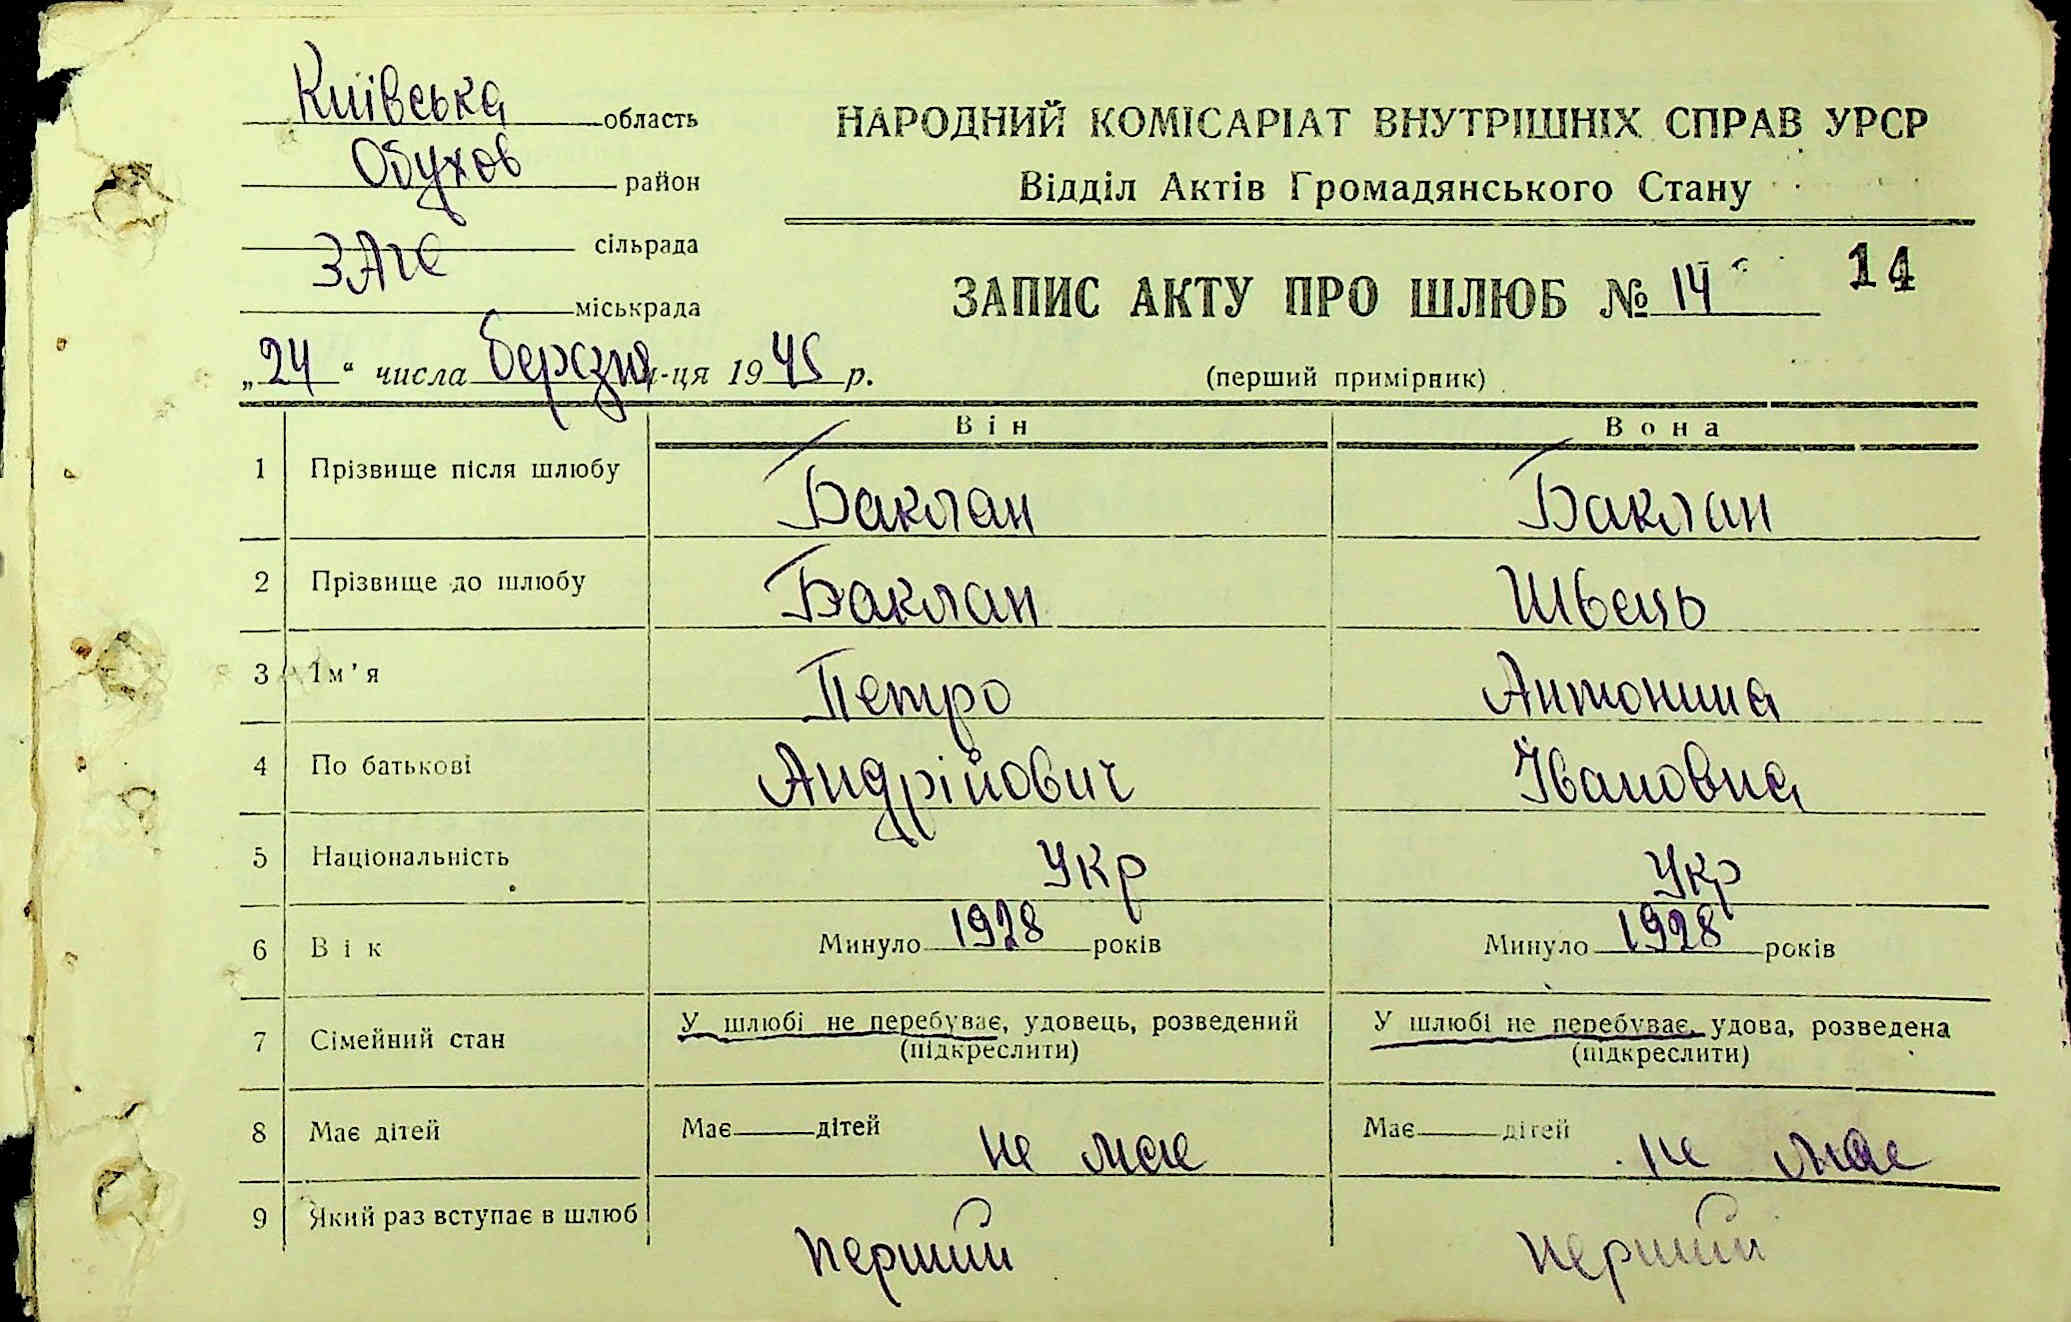 Київська область
Обухов район
сільрада
ЗАГС
міськрада
„24“ числа березня м-ця 1945 р.
НАРОДНИЙ КОМІСАРІАТ ВНУТРІШНІХ СПРАВ УРСР
Відділ Актів Громадянського Стану
ЗАПИС АКТУ ПРО ШЛЮБ № 14 14
(перший примірник)
Він Вона
1 Прізвище після шлюбу Баклан Баклан
2 Прізвище до шлюбу Баклан Швець
3 Ім'я Петро Антонина
4 По батькові Андрійович Івановна
5 Національність Укр Укр
6 Вік Минуло 1928 років Минуло 1928 років
7 Сімейний стан У шлюбі не перебуває, удовець, розведений У шлюбі не перебуває, удова, розведена
(підкреслити) (підкреслити)
8 Має дітей Має дітей не має Має дітей не має
9 Який раз вступає в шлюб перший перший